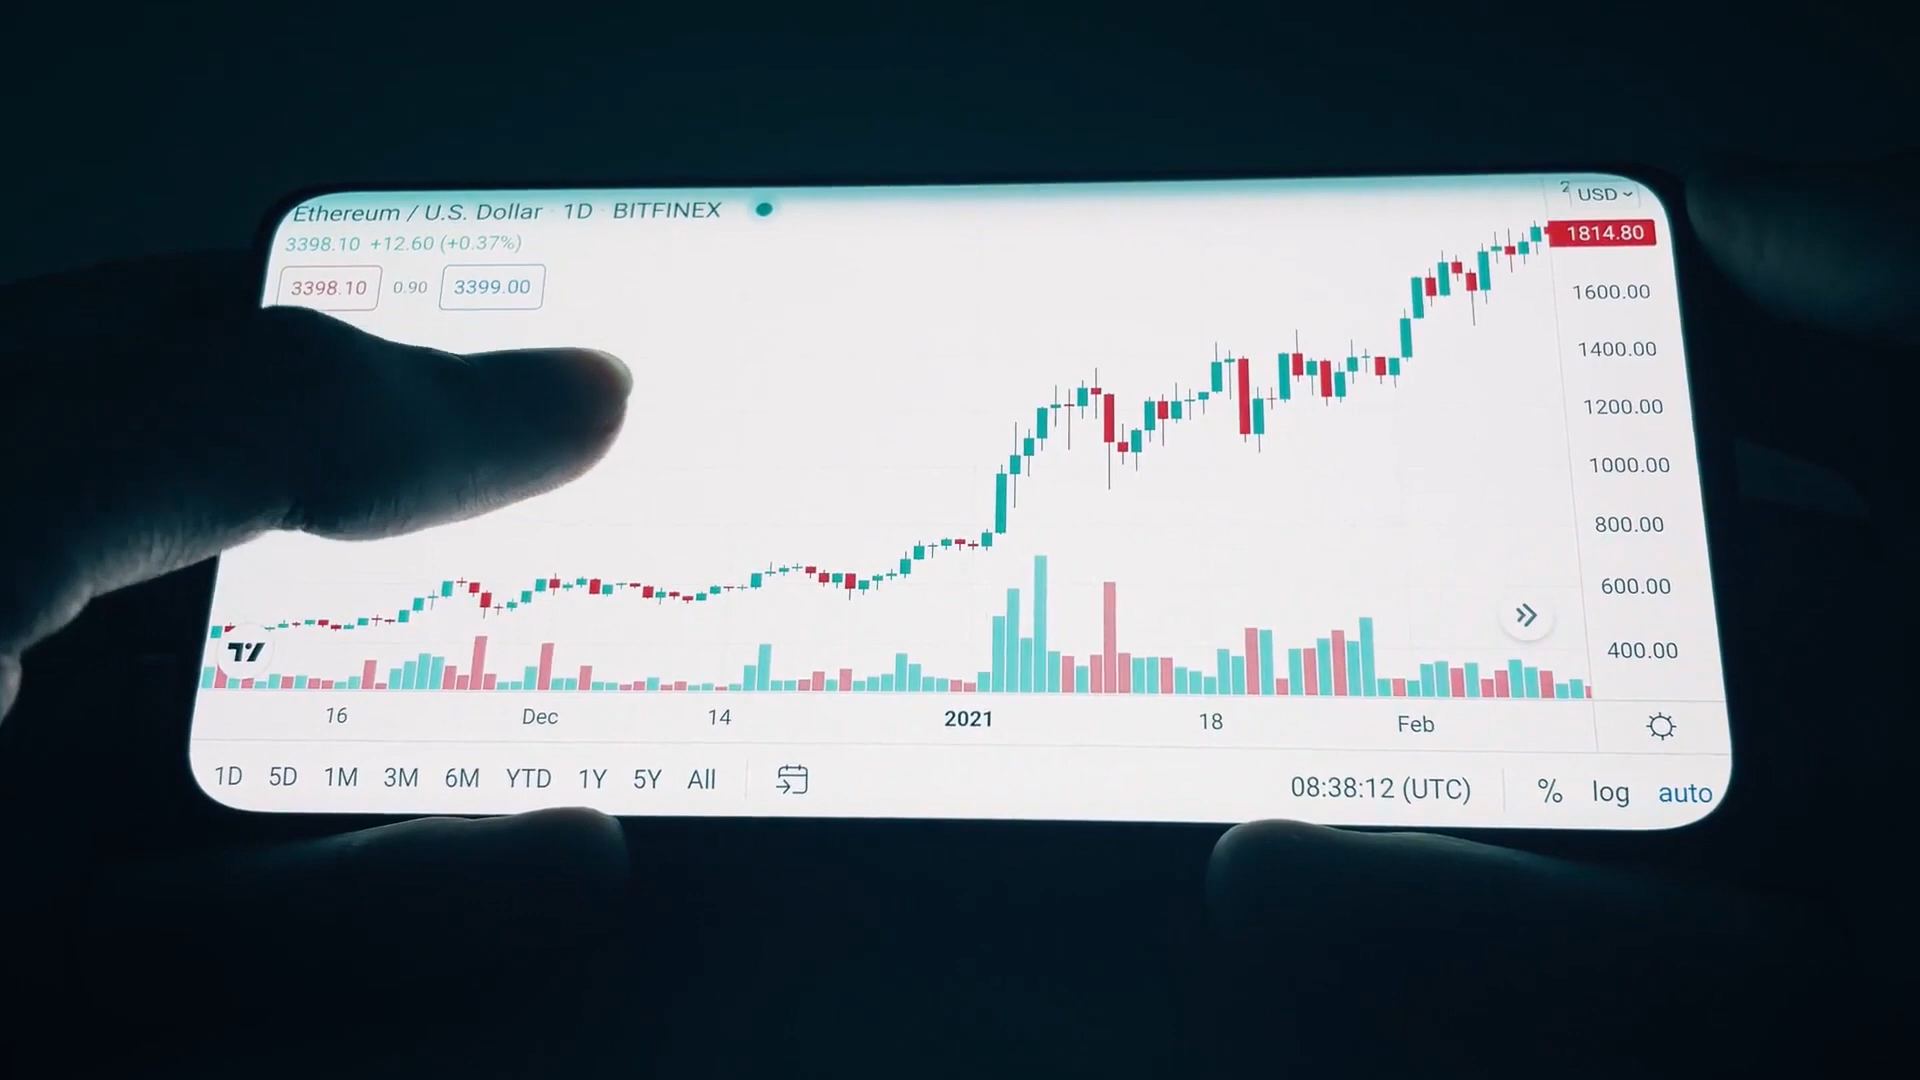 Ethereum / U.S. Dollar · 1D · BITFINEX
3398.10 +12.60 (+0.37%)
3398.10 0.90 3399.00
2 USD
1814.80
1600.00
1400.00
1200.00
1000.00
800.00
600.00
400.00
16 Dec 14 2021 18 Feb
1D 5D 1M 3M 6M YTD 1Y 5Y All 08:38:12 (UTC) % log auto